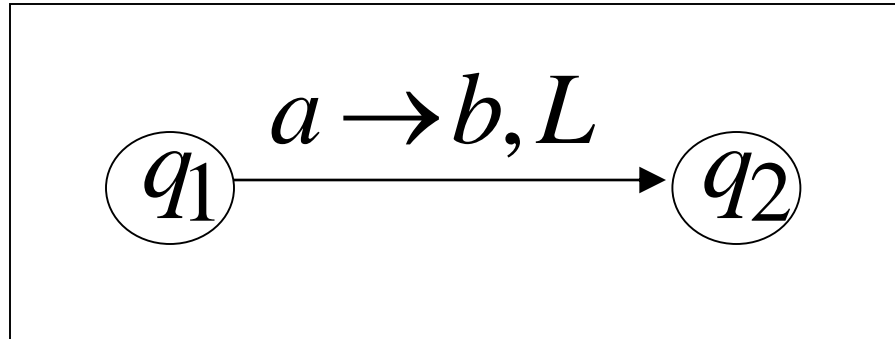 a → b, L
q₁ q₂